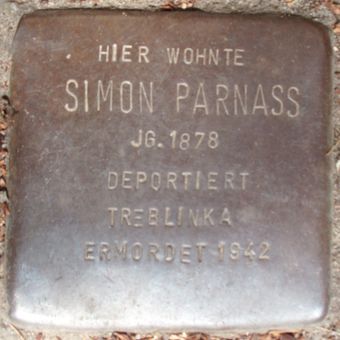 HIER WOHNTE
SIMON PARNASS
JG. 1878
DEPORTIERT
TREBLINKA
ERMORDET 1942